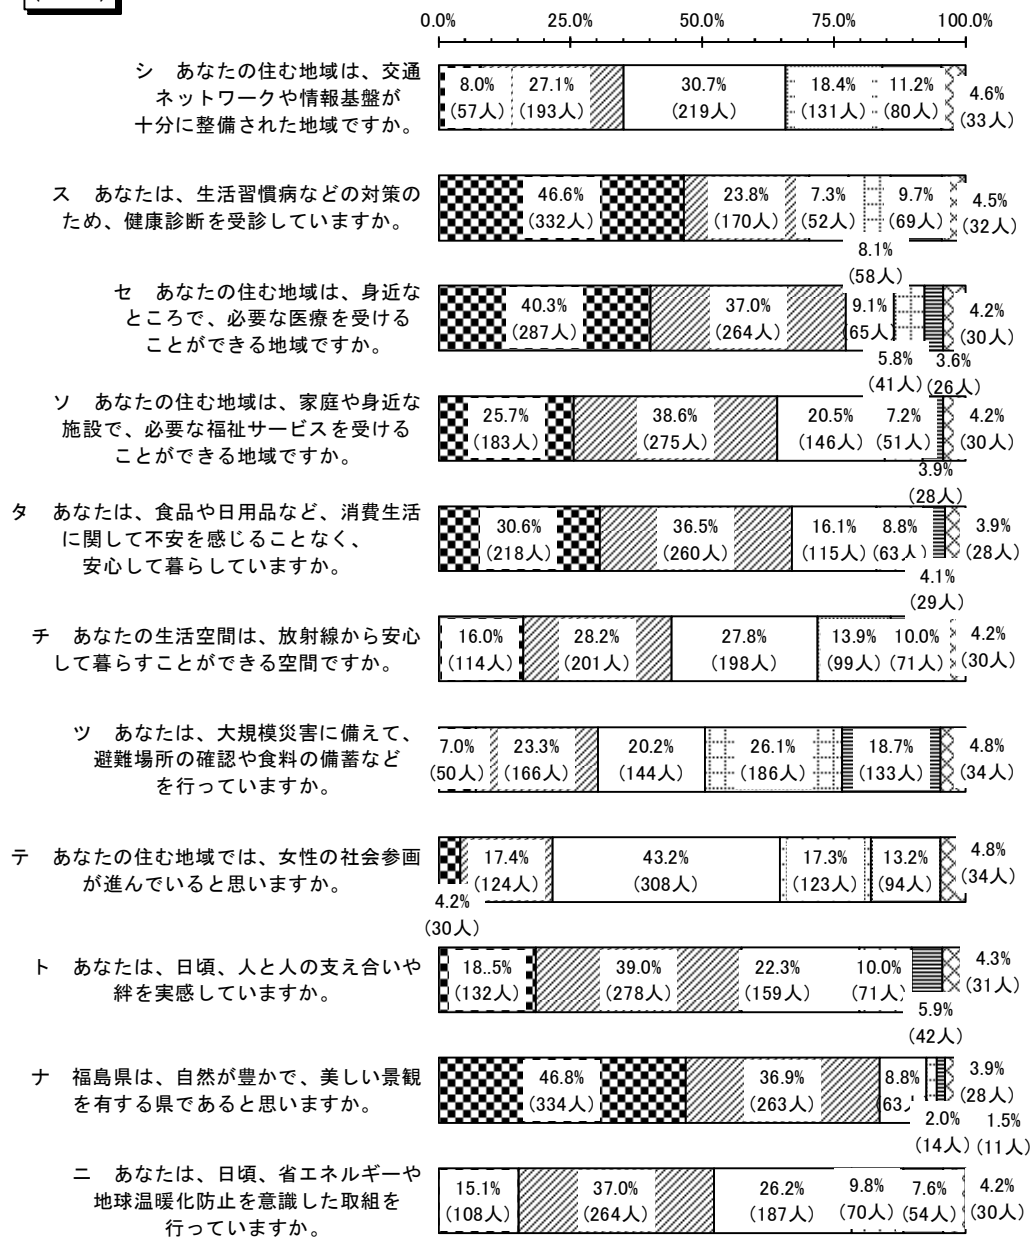 0.0% 25.0% 50.0% 75.0% 100.0%
シ あなたの住む地域は、交通
ネットワークや情報基盤が
十分に整備された地域ですか。
8.0% 27.1% 30.7% 18.4% 11.2% 4.6%
(57人) (193人) (219人) (131人) (80人) (33人)
ス あなたは、生活習慣病などの対策の
ため、健康診断を受診していますか。
46.6% 23.8% 7.3% 9.7% 4.5%
(332人) (170人) (52人) (69人) (32人)
8.1%
(58人)
セ あなたの住む地域は、身近な
ところで、必要な医療を受ける
ことができる地域ですか。
40.3% 37.0% 9.1% 4.2%
(287人) (264人) 65人) (30人)
5.8% 3.6%
(41人) (26人)
ソ あなたの住む地域は、家庭や身近な
施設で、必要な福祉サービスを受ける
ことができる地域ですか。
25.7% 38.6% 20.5% 7.2% 4.2%
(183人) (275人) (146人) (51人) (30人)
3.9%
(28人)
タ あなたは、食品や日用品など、消費生活
に関して不安を感じることなく、
安心して暮らしていますか。
30.6% 36.5% 16.1% 8.8% 3.9%
(218人) (260人) (115人) (63人) (28人)
4.1%
(29人)
チ あなたの生活空間は、放射線から安心
して暮らすことができる空間ですか。
16.0% 28.2% 27.8% 13.9% 10.0% 4.2%
(114人) (201人) (198人) (99人) (71人) (30人)
ツ あなたは、大規模災害に備えて、
避難場所の確認や食料の備蓄など
を行っていますか。
7.0% 23.3% 20.2% 26.1% 18.7% 4.8%
(50人) (166人) (144人) (186人) (133人) (34人)
テ あなたの住む地域では、女性の社会参画
が進んでいると思いますか。
17.4% 43.2% 17.3% 13.2% 4.8%
(124人) (308人) (123人) (94人) (34人)
4.2%
(30人)
ト あなたは、日頃、人と人の支え合いや
絆を実感していますか。
18..5% 39.0% 22.3% 10.0% 4.3%
(132人) (278人) (159人) (71人) (31人)
5.9%
(42人)
ナ 福島県は、自然が豊かで、美しい景観
を有する県であると思いますか。
46.8% 36.9% 8.8% 3.9%
(334人) (263人) (63人 (28人)
2.0% 1.5%
(14人) (11人)
ニ あなたは、日頃、省エネルギーや
地球温暖化防止を意識した取組を
行っていますか。
15.1% 37.0% 26.2% 9.8% 7.6% 4.2%
(108人) (264人) (187人) (70人) (54人) (30人)